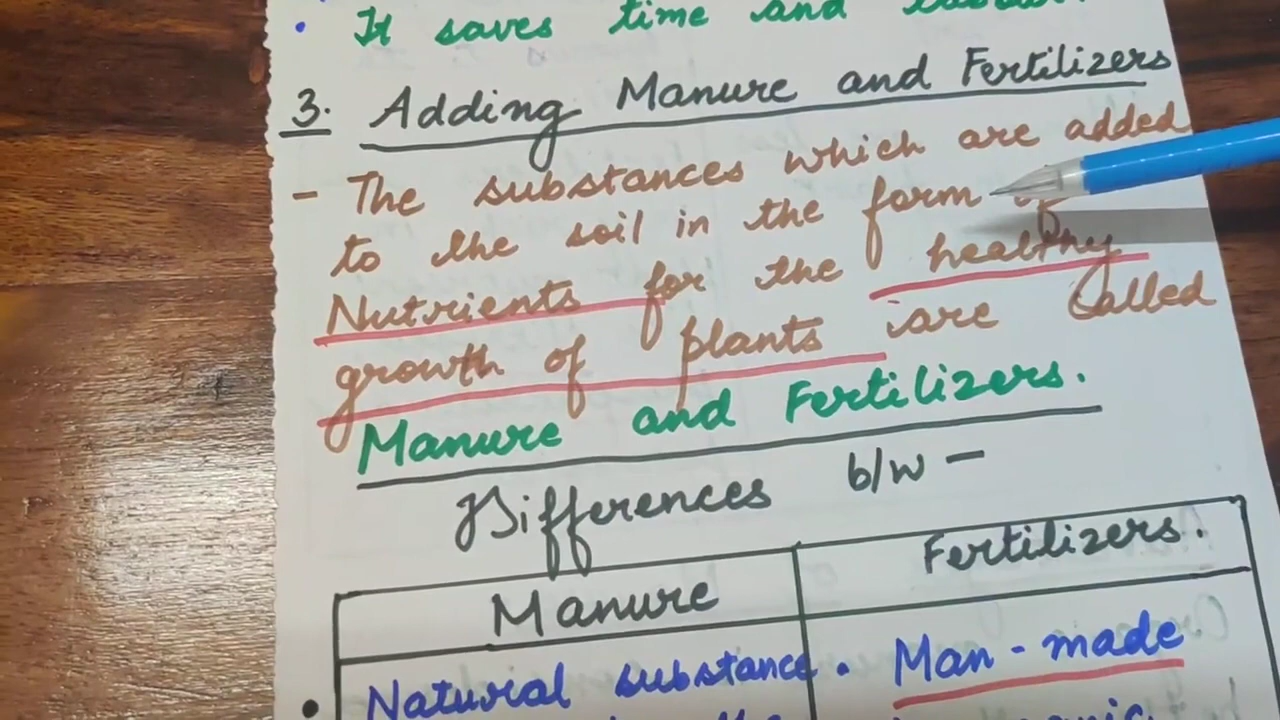 • It saves time and labour.
3. Adding Manure and Fertilizers
- The substances which are added
to the soil in the form of
Nutrients for the healthy
growth of plants are called
Manure and Fertilizers.
Differences b/w -
Manure Fertilizers.
• Natural substance • Man-made